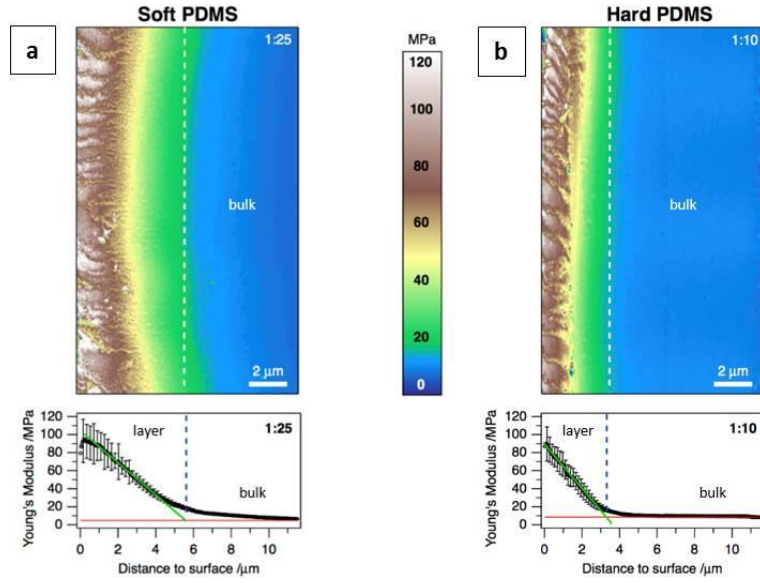 Soft PDMS
a
1:25
bulk
2 µm
MPa
120
100
80
60
40
20
0
Hard PDMS
b
1:10
bulk
2 µm
Young's Modulus /MPa
120
100
80
60
40
20
0
layer
1:25
bulk
0 2 4 6 8 10
Distance to surface /µm
Young's Modulus /MPa
120
100
80
60
40
20
0
layer
1:10
bulk
0 2 4 6 8 10
Distance to surface /µm